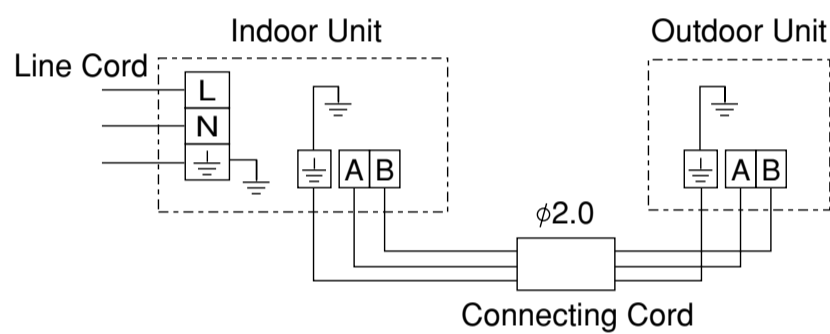 Indoor Unit
Outdoor Unit
Line Cord
L
N
A B
A B
ϕ2.0
Connecting Cord